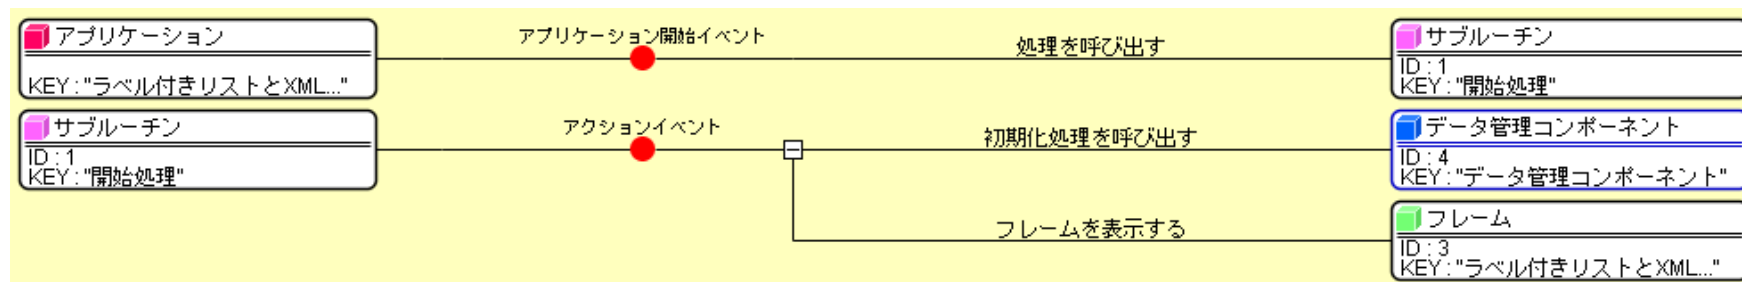 アプリケーション
KEY:"ラベル付きリストとXML..."
アプリケーション開始イベント
処理を呼び出す
サブルーチン
ID:1
KEY:"開始処理"
サブルーチン
ID:1
KEY:"開始処理"
アクションイベント
初期化処理を呼び出す
データ管理コンポーネント
ID:4
KEY:"データ管理コンポーネント"
フレームを表示する
フレーム
ID:3
KEY:"ラベル付きリストとXML..."